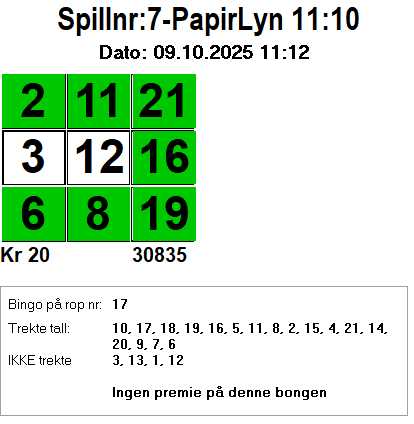 Spillnr:7-PapirLyn 11:10
Dato: 09.10.2025 11:12
2 11 21
3 12 16
6 8 19
Kr 20 30835
Bingo på rop nr: 17
Trekte tall: 10, 17, 18, 19, 16, 5, 11, 8, 2, 15, 4, 21, 14,
20, 9, 7, 6
IKKE trekte 3, 13, 1, 12
Ingen premie på denne bongen